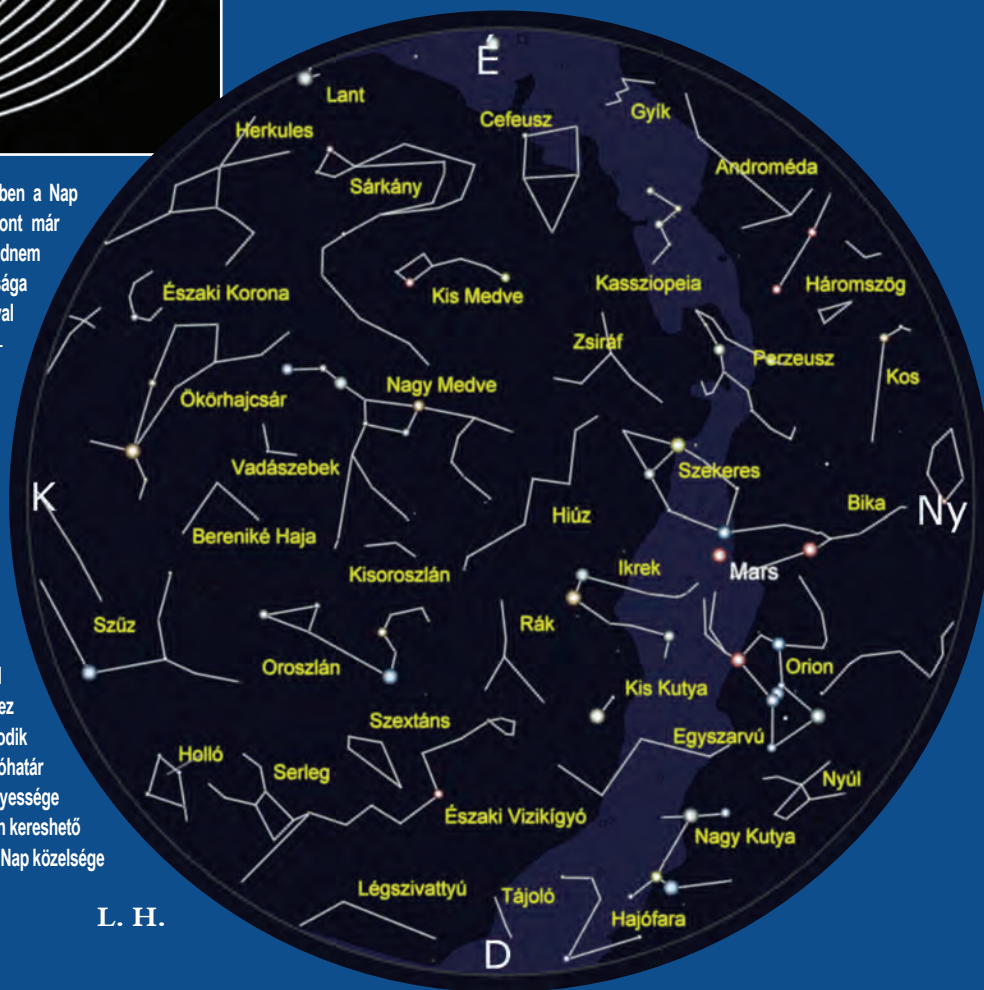 É
Lant
Gyík
Cefeusz
Herkules
Androméda
Sárkány
ben a Nap
ont már
dnem
Kassziopeia
Háromszög
sága
Északi Korona
Kis Medve
val
-
Zsiráf
Perzeusz
Kos
Nagy Medve
Ökörhajcsár
Vadászebek
Szekeres
K
Bika
Ny
Hiúz
Bereniké Haja
Ikrek
Mars
Kisoroszlán
Szűz
Rák
Oroszlán
Orion
Kis Kutya
ez
Szextáns
odik
Egyszarvú
Holló
óhatár
Serleg
Nyúl
yessége
Északi Vizikígyó
n kereshető
Nagy Kutya
Nap közelsége
Légszivattyú
Tájoló
L. H.
Hajófara
D